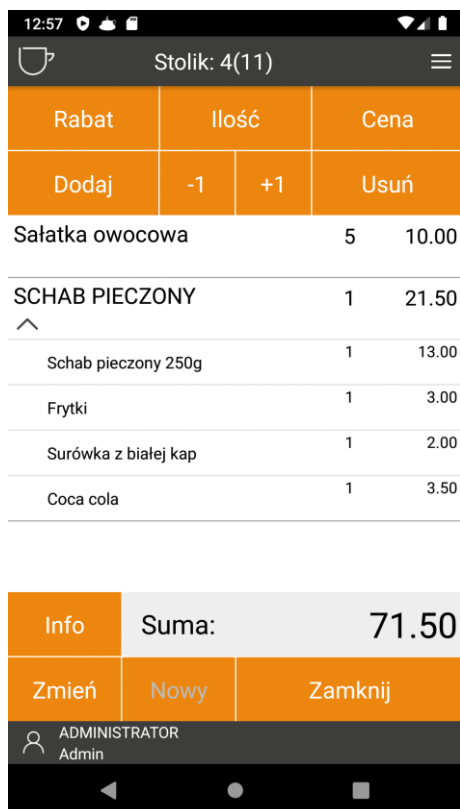 12:57
Stolik: 4(11)
Rabat Ilość Cena
Dodaj -1 +1 Usuń
Sałatka owocowa 5 10.00
SCHAB PIECZONY 1 21.50
Schab pieczony 250g 1 13.00
Frytki 1 3.00
Surówka z białej kap 1 2.00
Coca cola 1 3.50
Info Suma: 71.50
Zmień Nowy Zamknij
ADMINISTRATOR
Admin